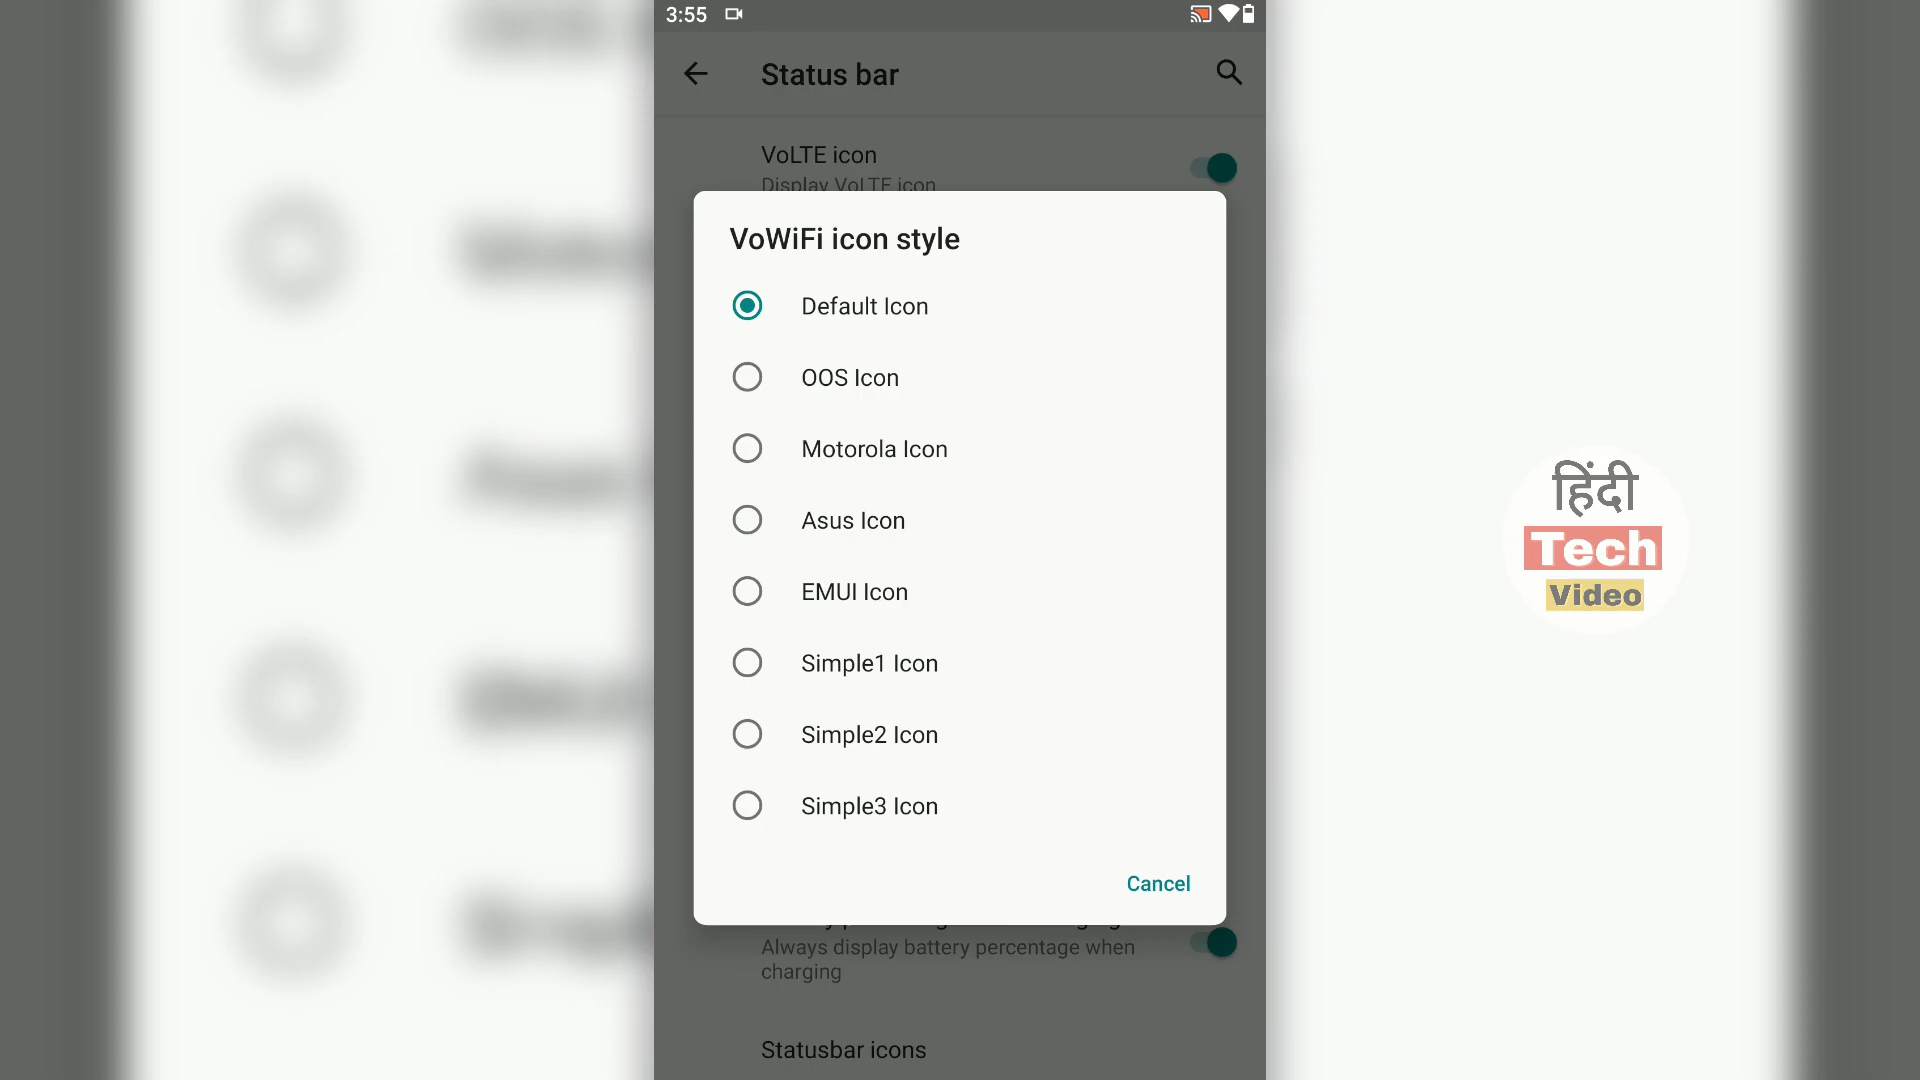 3:55
Status bar
VoLTE icon
Display VoLTE icon
VoWiFi icon style
Default Icon
OOS Icon
Motorola Icon
Asus Icon
EMUI Icon
Simple1 Icon
Simple2 Icon
Simple3 Icon
Cancel
Always display battery percentage when
charging
Statusbar icons
हिंदी
Tech
Video